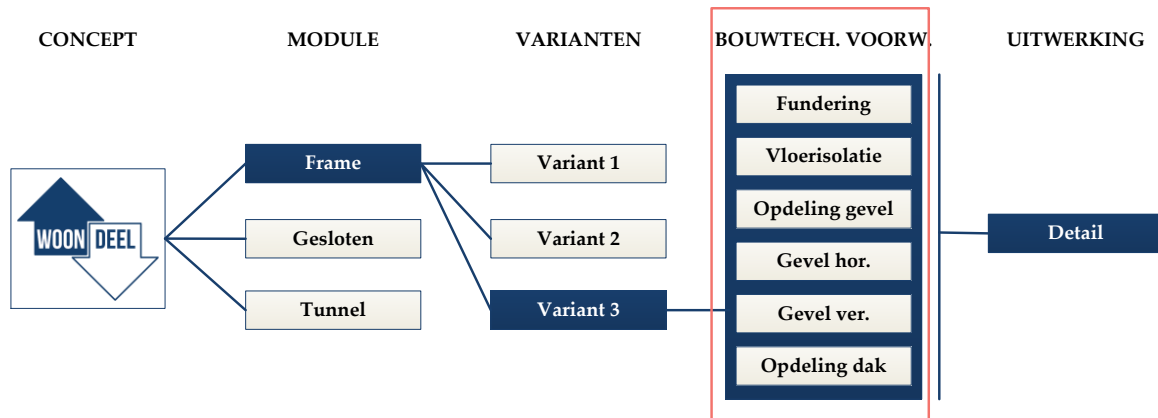 CONCEPT
MODULE
VARIANTEN
BOUWTECH. VOORW.
UITWERKING
WOON DEEL
Frame
Gesloten
Tunnel
Variant 1
Variant 2
Variant 3
Fundering
Vloerisolatie
Opdeling gevel
Gevel hor.
Gevel ver.
Opdeling dak
Detail